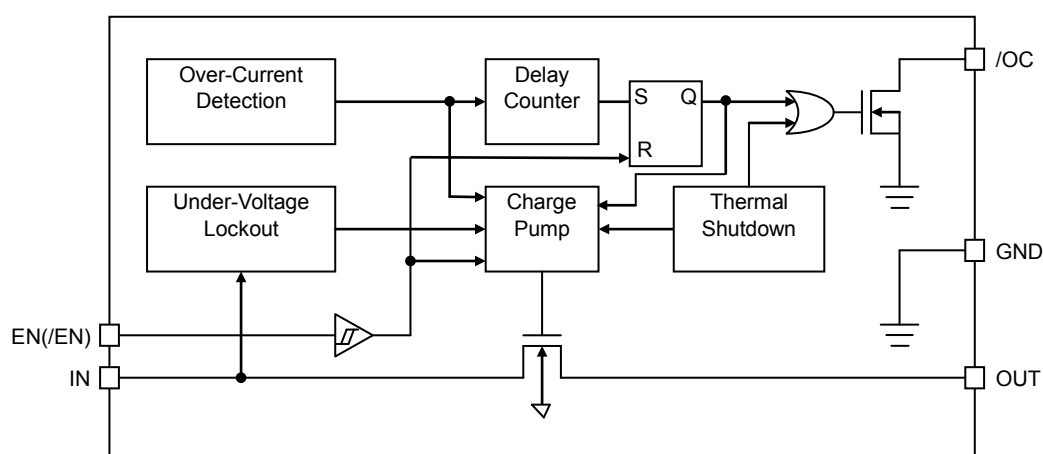 Over-Current
Detection
Delay
Counter
S
Q
R
/OC
Under-Voltage
Lockout
Charge
Pump
Thermal
Shutdown
GND
EN(/EN)
IN
OUT